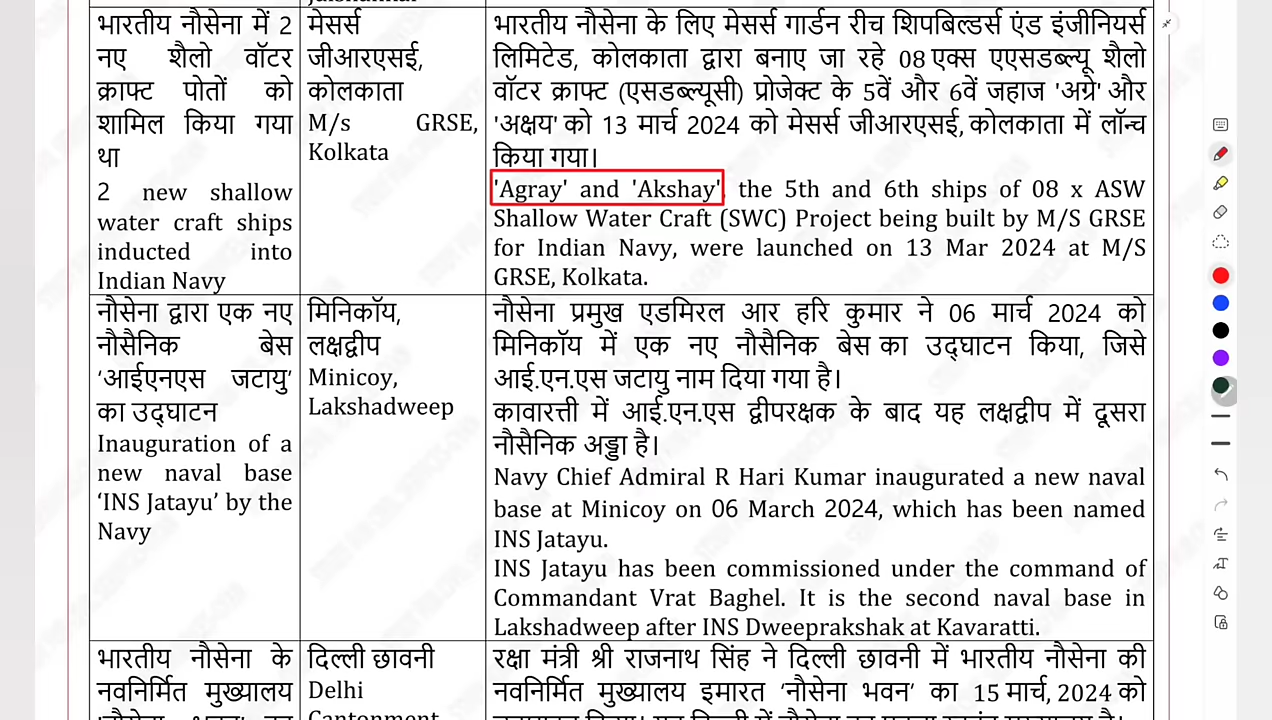 भारतीय नौसेना में 2
नए शैलो वॉटर
क्राफ्ट पोतों को
शामिल किया गया
था
2 new shallow
water craft ships
inducted into
Indian Navy
मेसर्स
जीआरएसई,
कोलकाता
M/s GRSE,
Kolkata
भारतीय नौसेना के लिए मेसर्स गार्डन रीच शिपबिल्डर्स एंड इंजीनियर्स
लिमिटेड, कोलकाता द्वारा बनाए जा रहे 08 एक्स एएसडब्ल्यू शैलो
वॉटर क्राफ्ट (एसडब्ल्यूसी) प्रोजेक्ट के 5वें और 6वें जहाज 'अग्रे' और
'अक्षय' को 13 मार्च 2024 को मेसर्स जीआरएसई, कोलकाता में लॉन्च
किया गया।
'Agray' and 'Akshay', the 5th and 6th ships of 08 x ASW
Shallow Water Craft (SWC) Project being built by M/S GRSE
for Indian Navy, were launched on 13 Mar 2024 at M/S
GRSE, Kolkata.
नौसेना द्वारा एक नए
नौसैनिक बेस
‘आईएनएस जटायु’
का उद्घाटन
Inauguration of a
new naval base
‘INS Jatayu’ by the
Navy
मिनिकॉय,
लक्षद्वीप
Minicoy,
Lakshadweep
नौसेना प्रमुख एडमिरल आर हरि कुमार ने 06 मार्च 2024 को
मिनिकॉय में एक नए नौसैनिक बेस का उद्घाटन किया, जिसे
आई.एन.एस जटायु नाम दिया गया है।
कावारत्ती में आई.एन.एस द्वीपरक्षक के बाद यह लक्षद्वीप में दूसरा
नौसैनिक अड्डा है।
Navy Chief Admiral R Hari Kumar inaugurated a new naval
base at Minicoy on 06 March 2024, which has been named
INS Jatayu.
INS Jatayu has been commissioned under the command of
Commandant Vrat Baghel. It is the second naval base in
Lakshadweep after INS Dweeprakshak at Kavaratti.
भारतीय नौसेना के
नवनिर्मित मुख्यालय
दिल्ली छावनी
Delhi
Cantonment
रक्षा मंत्री श्री राजनाथ सिंह ने दिल्ली छावनी में भारतीय नौसेना की
नवनिर्मित मुख्यालय इमारत ‘नौसेना भवन’ का 15 मार्च, 2024 को